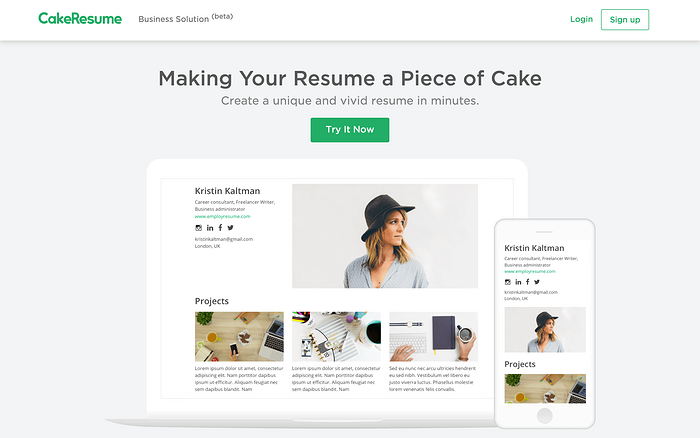 CakeResume
Business Solution (beta)
Login
Sign up
Making Your Resume a Piece of Cake
Create a unique and vivid resume in minutes.
Try It Now
Kristin Kaltman
Career consultant, Freelancer Writer,
Business administrator
www.employresume.com
kristinkaltman@gmail.com
London, UK
Projects
Lorem ipsum dolor sit amet, consectetur
adipiscing elit. Nam porttitor dapibus
ipsum ut efficitur. Aliquam feugiat nec
sem dapibus blandit. Nam
Lorem ipsum dolor sit amet, consectetur
adipiscing elit. Nam porttitor dapibus
ipsum ut efficitur. Aliquam feugiat nec
sem dapibus blandit. Nam
Sed eu nunc nec arcu ultricies hendrerit
eu sed nibh. Vestibulum vel libero eu
justo viverra luctus. Phasellus molestie
lorem venenatis felis convallis.
Kristin Kaltman
Career consultant, Freelancer Writer,
Business administrator
www.employresume.com
kristinkaltman@gmail.com
London, UK
Projects